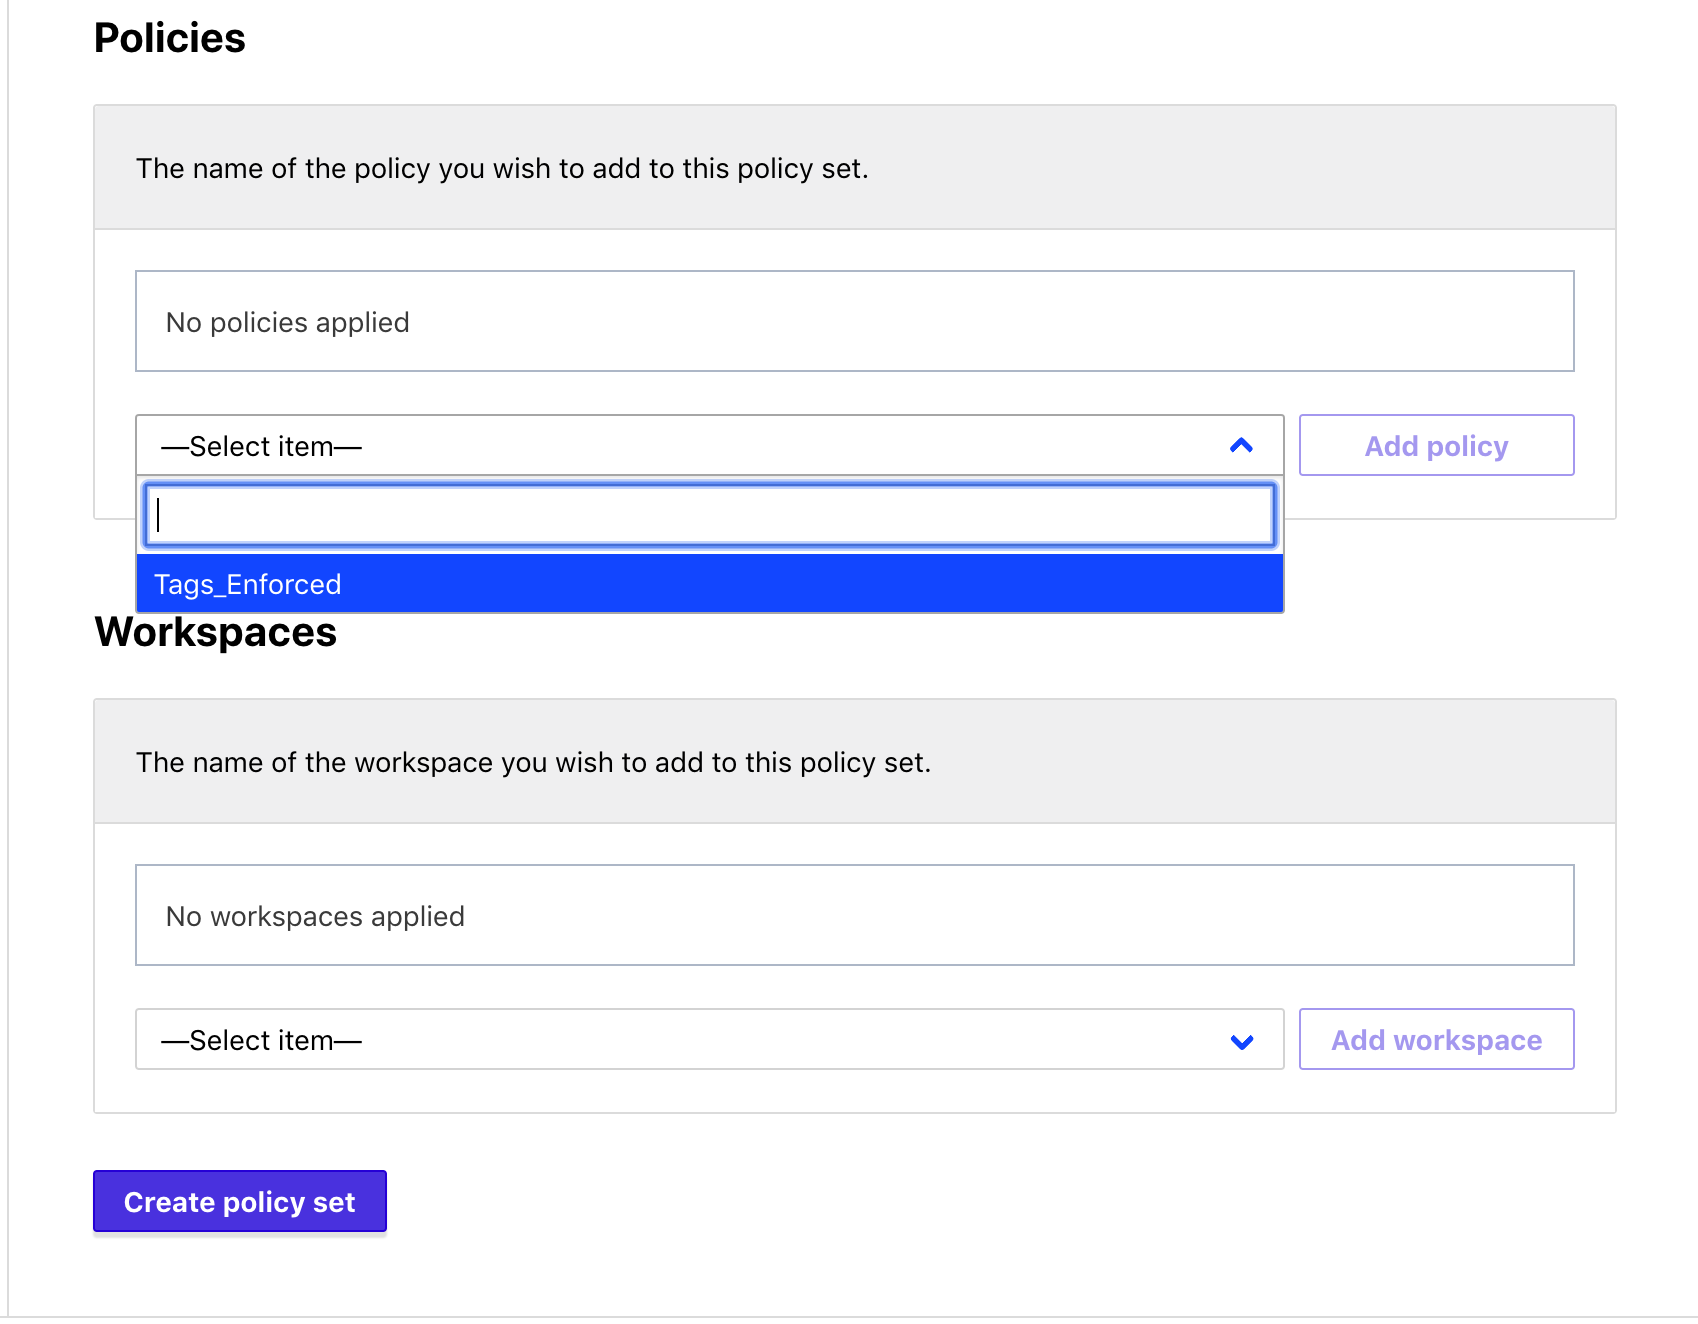 Policies
The name of the policy you wish to add to this policy set.
No policies applied
—Select item—
Add policy
Tags_Enforced
Workspaces
The name of the workspace you wish to add to this policy set.
No workspaces applied
—Select item—
Add workspace
Create policy set